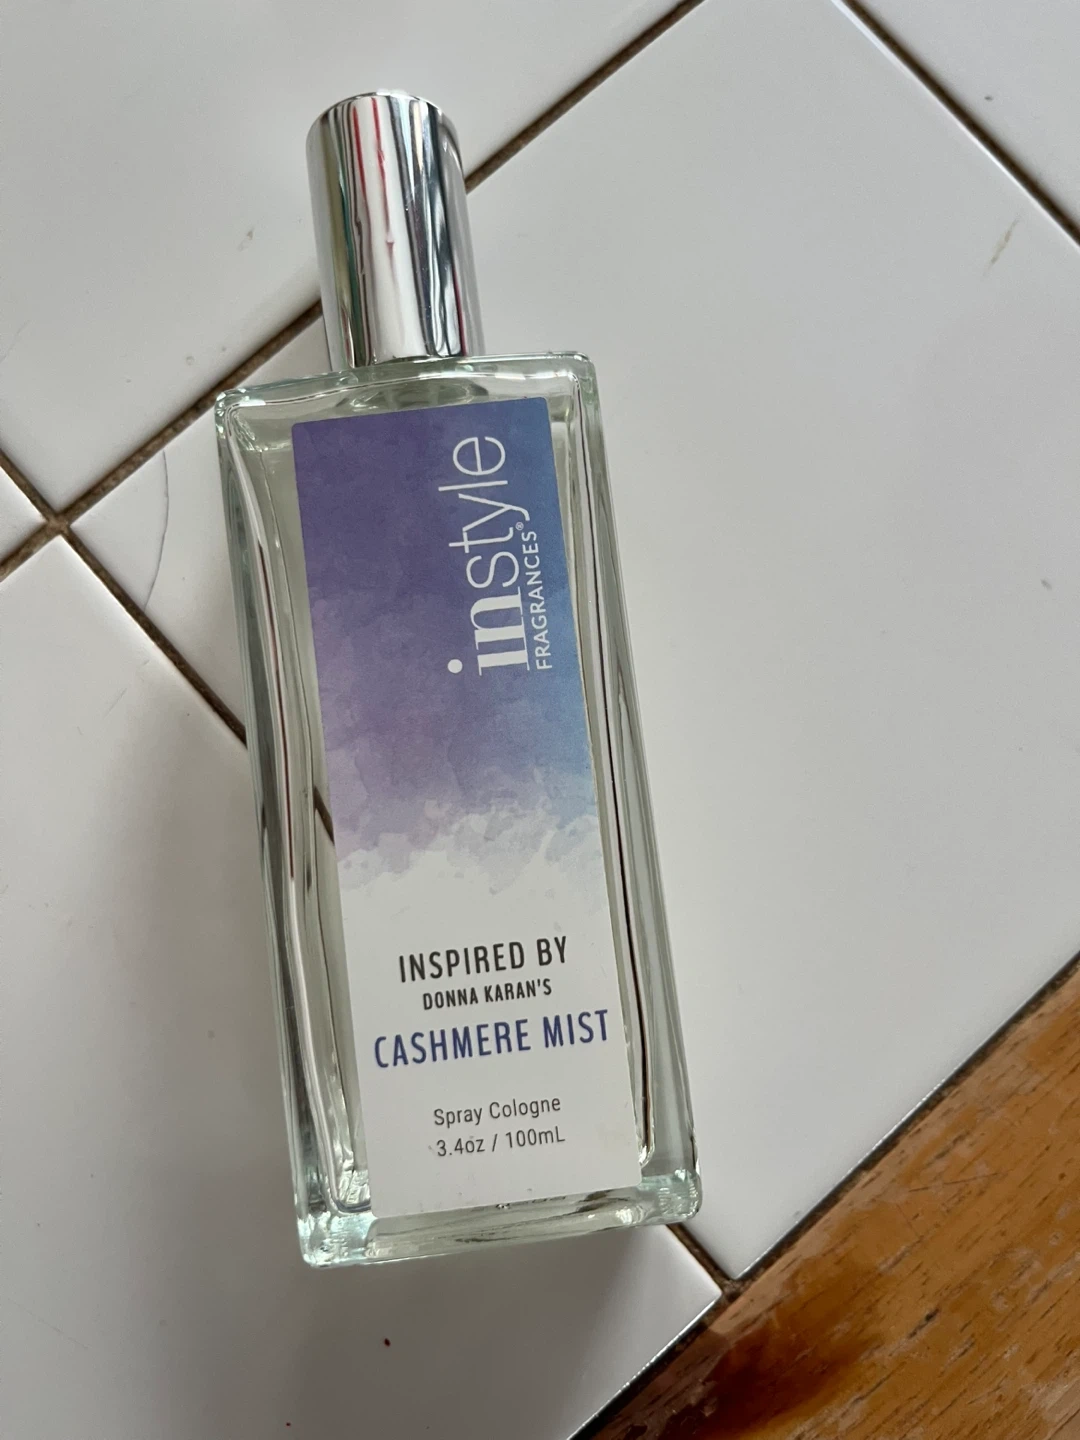 instyle
FRAGRANCES®
INSPIRED BY
DONNA KARAN'S
CASHMERE MIST
Spray Cologne
3.4oz / 100mL